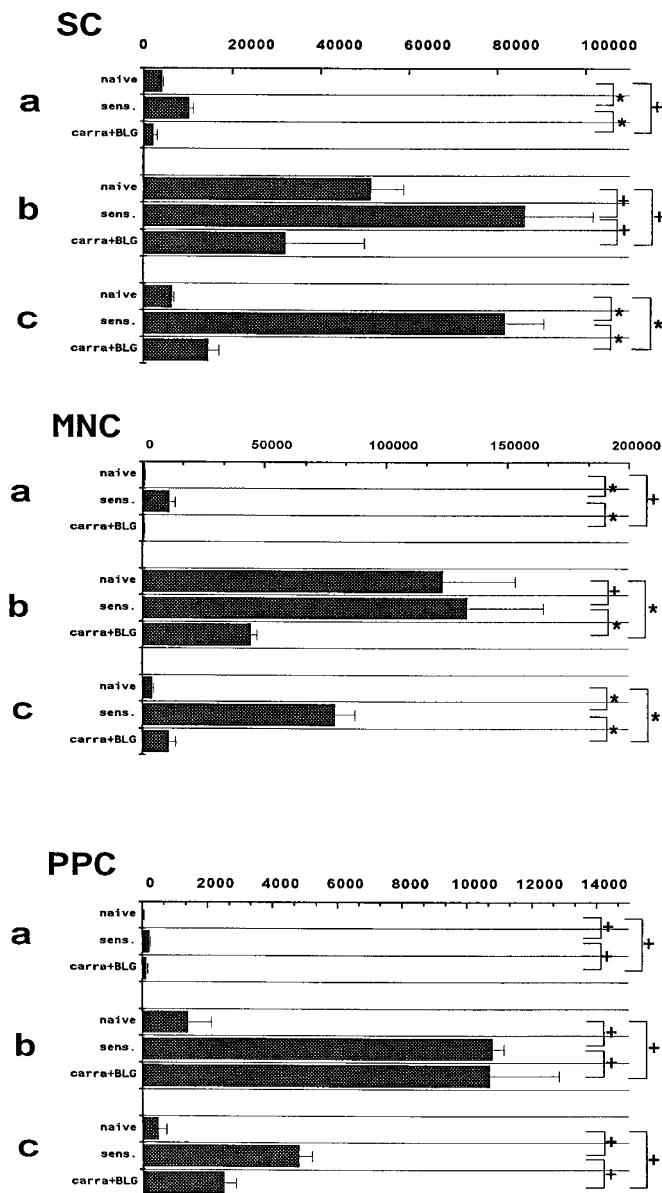 SC
0 20000 40000 60000 80000 100000
a
naive
sens.
carra+BLG
* * +
b
naive
sens.
carra+BLG
+ + +
c
naive
sens.
carra+BLG
* * *
MNC
0 50000 100000 150000 200000
a
naive
sens.
carra+BLG
* * +
b
naive
sens.
carra+BLG
+ * *
c
naive
sens.
carra+BLG
* * *
PPC
0 2000 4000 6000 8000 10000 12000 14000
a
naive
sens.
carra+BLG
+ + +
b
naive
sens.
carra+BLG
+ + +
c
naive
sens.
carra+BLG
+ + +